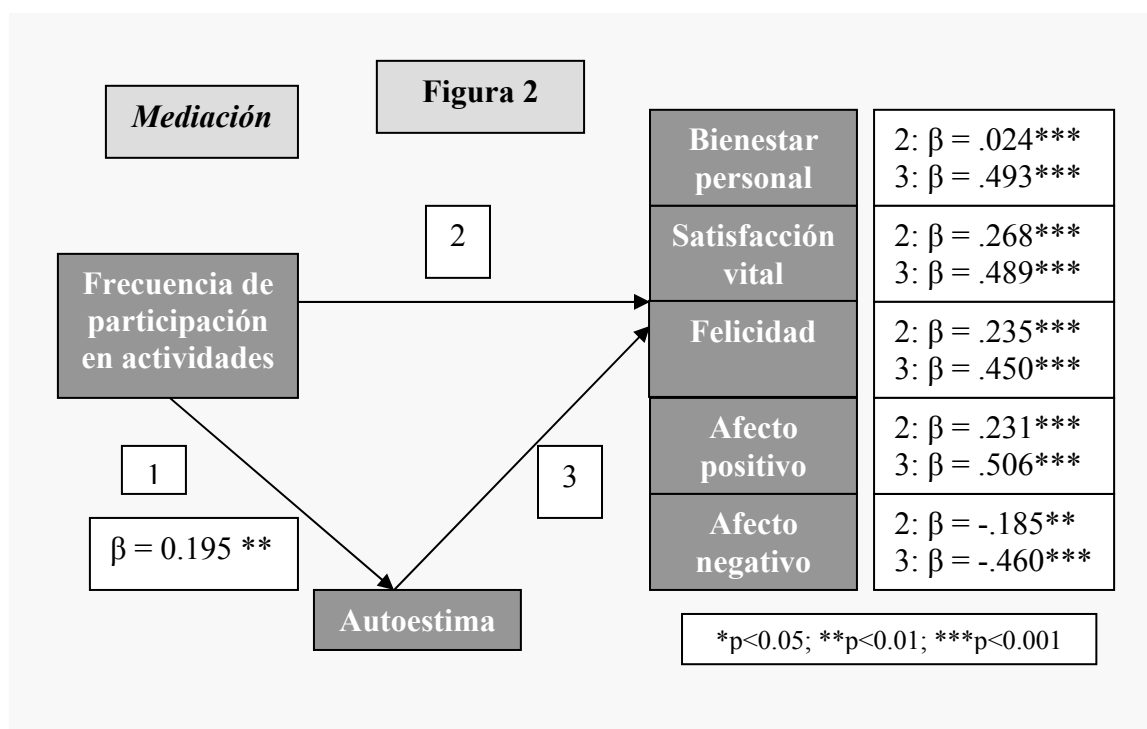 Figura 2
Mediación
Frecuencia de
participación
en actividades
2
1
β = 0.195 **
3
Autoestima
Bienestar
personal
2: β = .024***
3: β = .493***
Satisfacción
vital
2: β = .268***
3: β = .489***
Felicidad
2: β = .235***
3: β = .450***
Afecto
positivo
2: β = .231***
3: β = .506***
Afecto
negativo
2: β = -.185**
3: β = -.460***
*p<0.05; **p<0.01; ***p<0.001